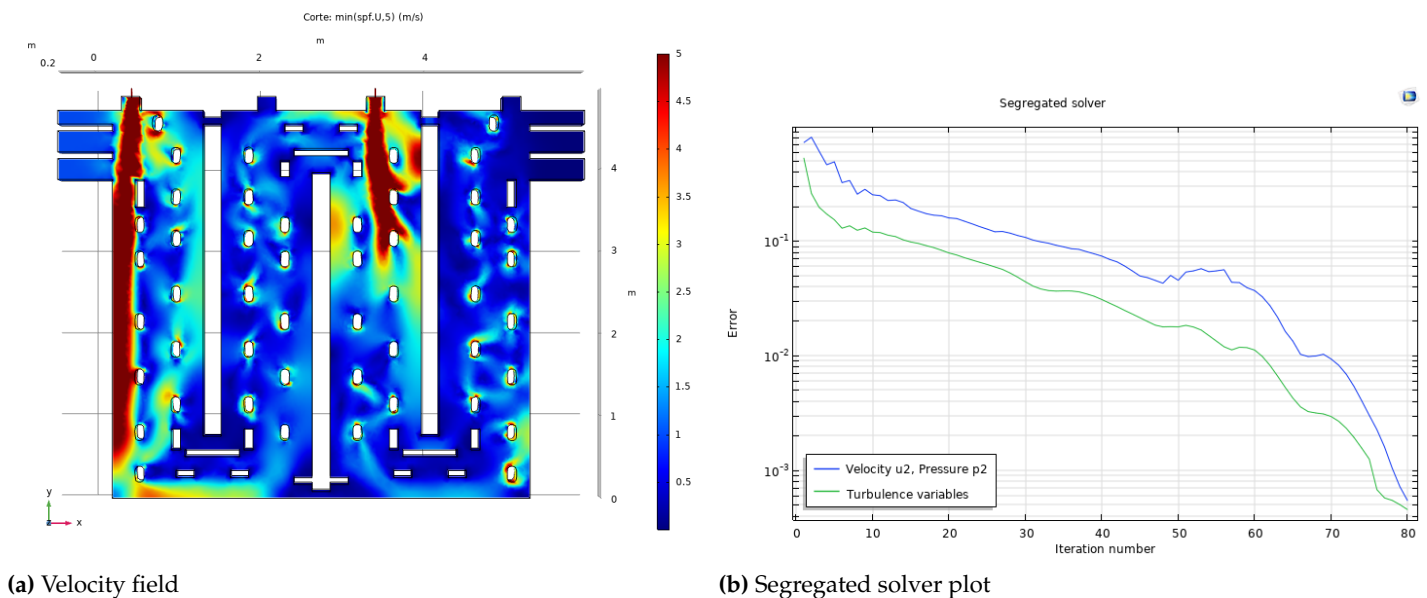 Corte: min(spf.U,5) (m/s)
m
m
0.2
0
2
4
4
3
m
2
1
0
y
z
x
5
4.5
4
3.5
3
2.5
2
1.5
1
0.5
(a) Velocity field
Segregated solver
Error
10⁻¹
10⁻²
10⁻³
Velocity u2, Pressure p2
Turbulence variables
0 10 20 30 40 50 60 70 80
Iteration number
(b) Segregated solver plot